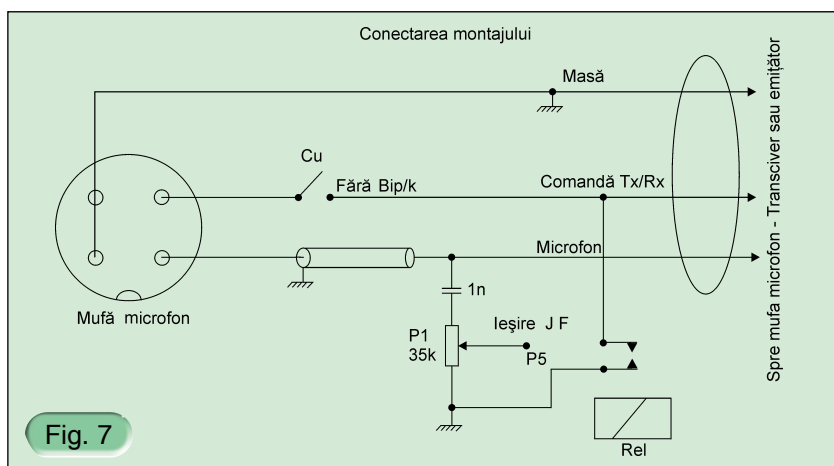 Conectarea montajului
Masă
Cu
Fără Bip/k
Comandă Tx/Rx
Microfon
Mufă microfon
1n
P1
35k
Ieşire J F
P5
Rel
Spre mufa microfon - Transciver sau emiţător
Fig. 7